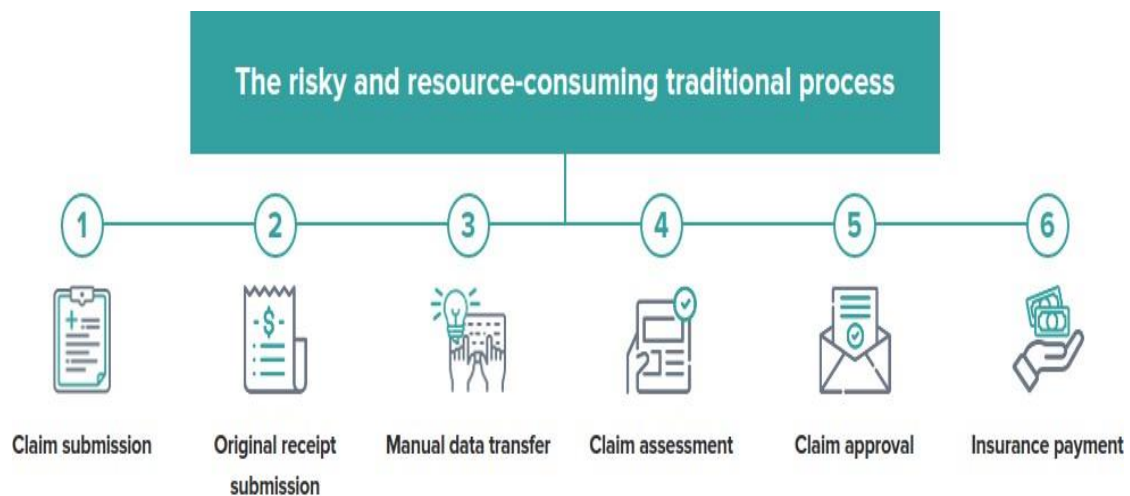 The risky and resource-consuming traditional process
1
2
3
4
5
6
-$-
Claim submission
Original receipt
submission
Manual data transfer
Claim assessment
Claim approval
Insurance payment